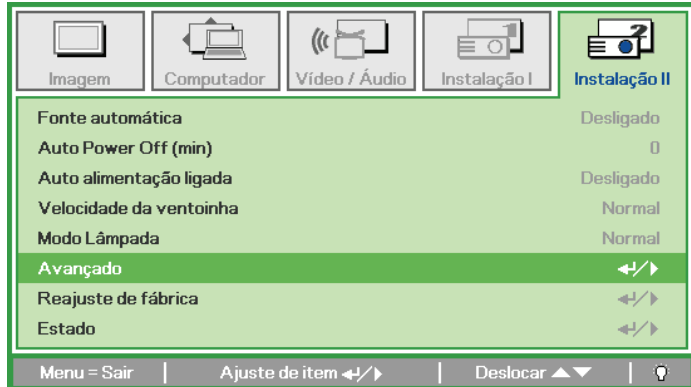 Imagem Computador Vídeo / Áudio Instalação I Instalação II
Fonte automática Desligado
Auto Power Off (min) 0
Auto alimentação ligada Desligado
Velocidade da ventoinha Normal
Modo Lâmpada Normal
Avançado ↵/▶
Reajuste de fábrica ↵/▶
Estado ↵/▶
Menu = Sair | Ajuste de item ↵/▶ | Deslocar ▲▼ |